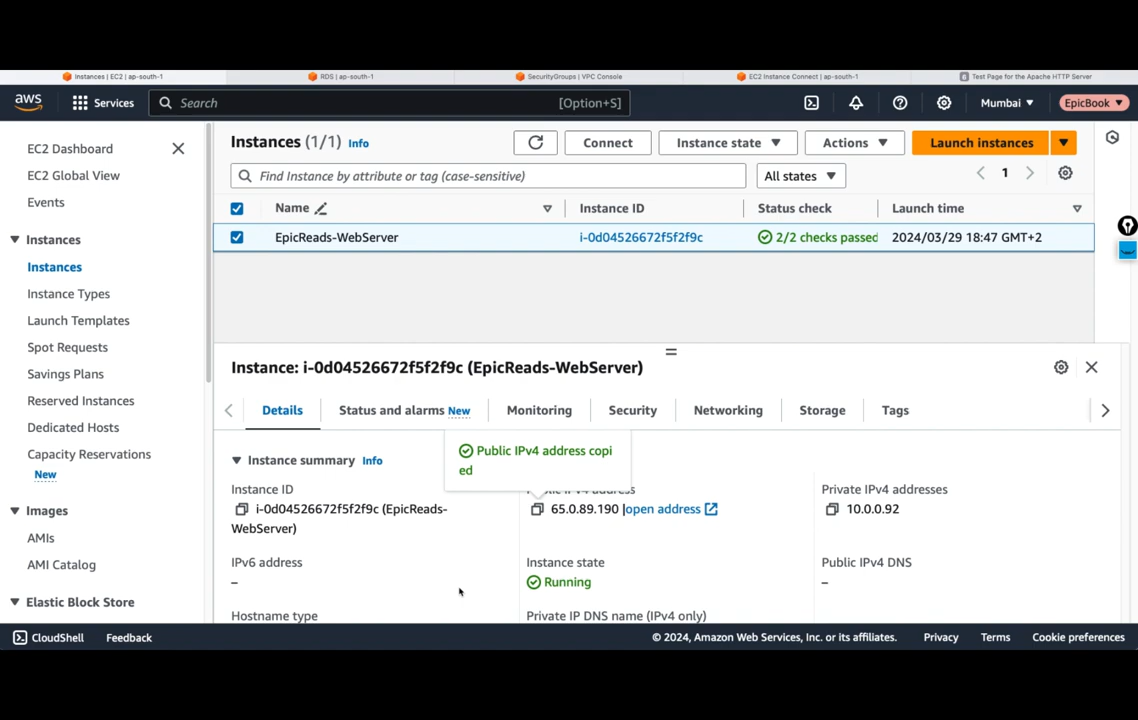 Instances | EC2 | ap-south-1
RDS | ap-south-1
SecurityGroups | VPC Console
EC2 Instance Connect | ap-south-1
Test Page for the Apache HTTP Server
aws
Services
Search
[Option+S]
Mumbai
EpicBook
EC2 Dashboard
EC2 Global View
Events
Instances
Instances
Instance Types
Launch Templates
Spot Requests
Savings Plans
Reserved Instances
Dedicated Hosts
Capacity Reservations
New
Images
AMIs
AMI Catalog
Elastic Block Store
Instances (1/1) Info
Connect
Instance state
Actions
Launch instances
Find Instance by attribute or tag (case-sensitive)
All states
1
Name
Instance ID
Status check
Launch time
EpicReads-WebServer
i-0d04526672f5f2f9c
2/2 checks passed
2024/03/29 18:47 GMT+2
Instance: i-0d04526672f5f2f9c (EpicReads-WebServer)
Details
Status and alarms New
Monitoring
Security
Networking
Storage
Tags
Public IPv4 address copi
ed
Instance summary Info
Instance ID
i-0d04526672f5f2f9c (EpicReads-
WebServer)
Public IPv4 address
65.0.89.190 |open address
Private IPv4 addresses
10.0.0.92
IPv6 address
–
Instance state
Running
Public IPv4 DNS
–
Hostname type
Private IP DNS name (IPv4 only)
CloudShell
Feedback
© 2024, Amazon Web Services, Inc. or its affiliates.
Privacy
Terms
Cookie preferences